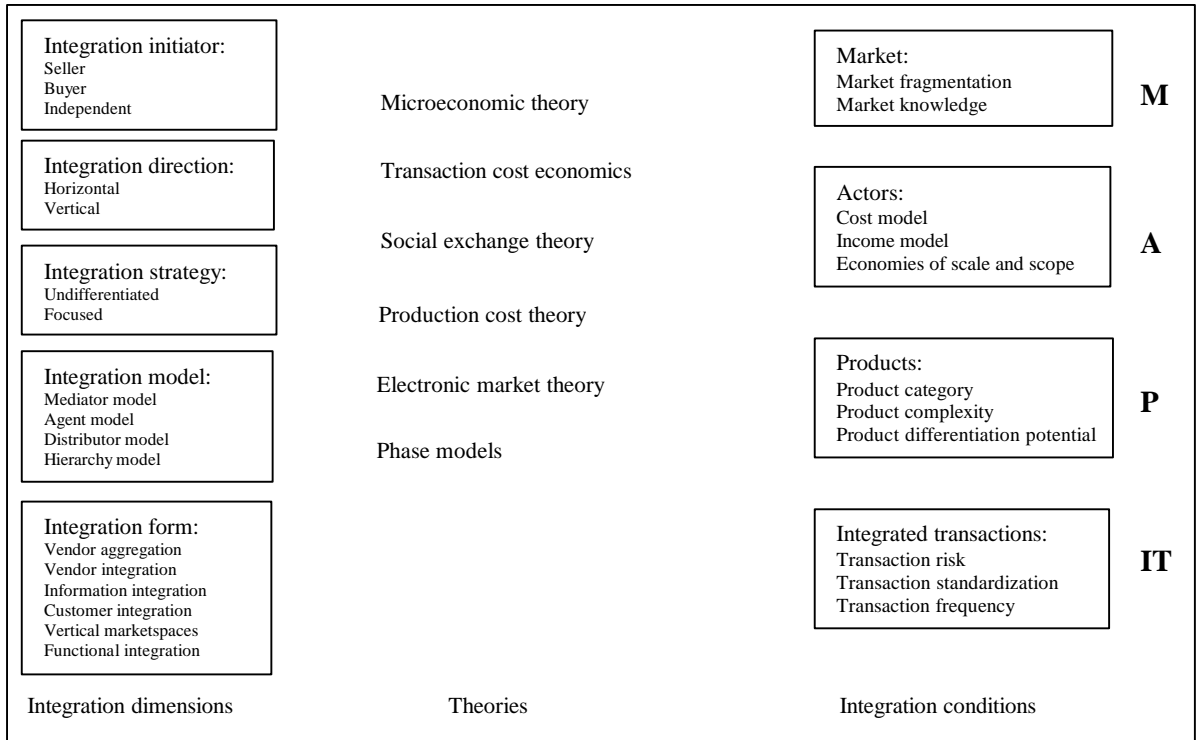 Integration initiator:
Seller
Buyer
Independent
Integration direction:
Horizontal
Vertical
Integration strategy:
Undifferentiated
Focused
Integration model:
Mediator model
Agent model
Distributor model
Hierarchy model
Integration form:
Vendor aggregation
Vendor integration
Information integration
Customer integration
Vertical marketspaces
Functional integration
Integration dimensions
Microeconomic theory
Transaction cost economics
Social exchange theory
Production cost theory
Electronic market theory
Phase models
Theories
Market:
Market fragmentation
Market knowledge
M
Actors:
Cost model
Income model
Economies of scale and scope
A
Products:
Product category
Product complexity
Product differentiation potential
P
Integrated transactions:
Transaction risk
Transaction standardization
Transaction frequency
IT
Integration conditions